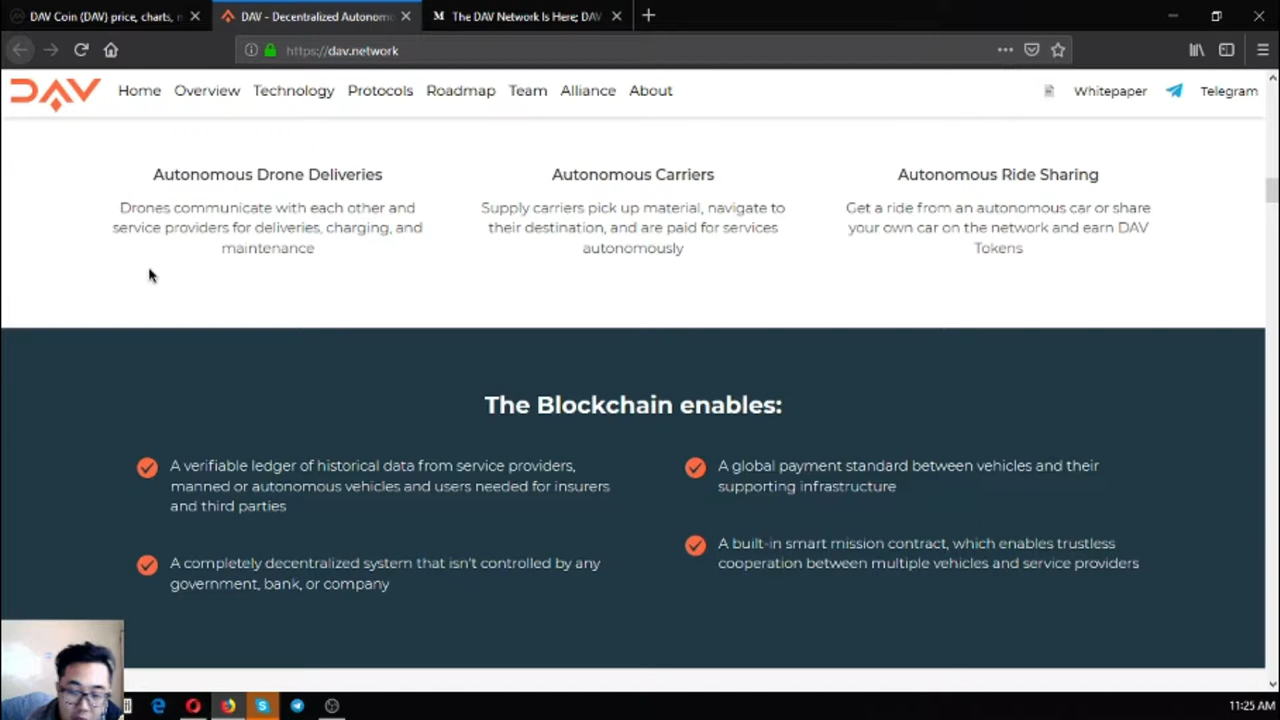 DAV Coin (DAV) price, charts,
DAV - Decentralized Autonomo
M The DAV Network Is Here; DAV
https://dav.network
DAV
Home Overview Technology Protocols Roadmap Team Alliance About Whitepaper Telegram
Autonomous Drone Deliveries
Drones communicate with each other and
service providers for deliveries, charging, and
maintenance
Autonomous Carriers
Supply carriers pick up material, navigate to
their destination, and are paid for services
autonomously
Autonomous Ride Sharing
Get a ride from an autonomous car or share
your own car on the network and earn DAV
Tokens
The Blockchain enables:
A verifiable ledger of historical data from service providers,
manned or autonomous vehicles and users needed for insurers
and third parties
A completely decentralized system that isn't controlled by any
government, bank, or company
A global payment standard between vehicles and their
supporting infrastructure
A built-in smart mission contract, which enables trustless
cooperation between multiple vehicles and service providers
11:25 AM